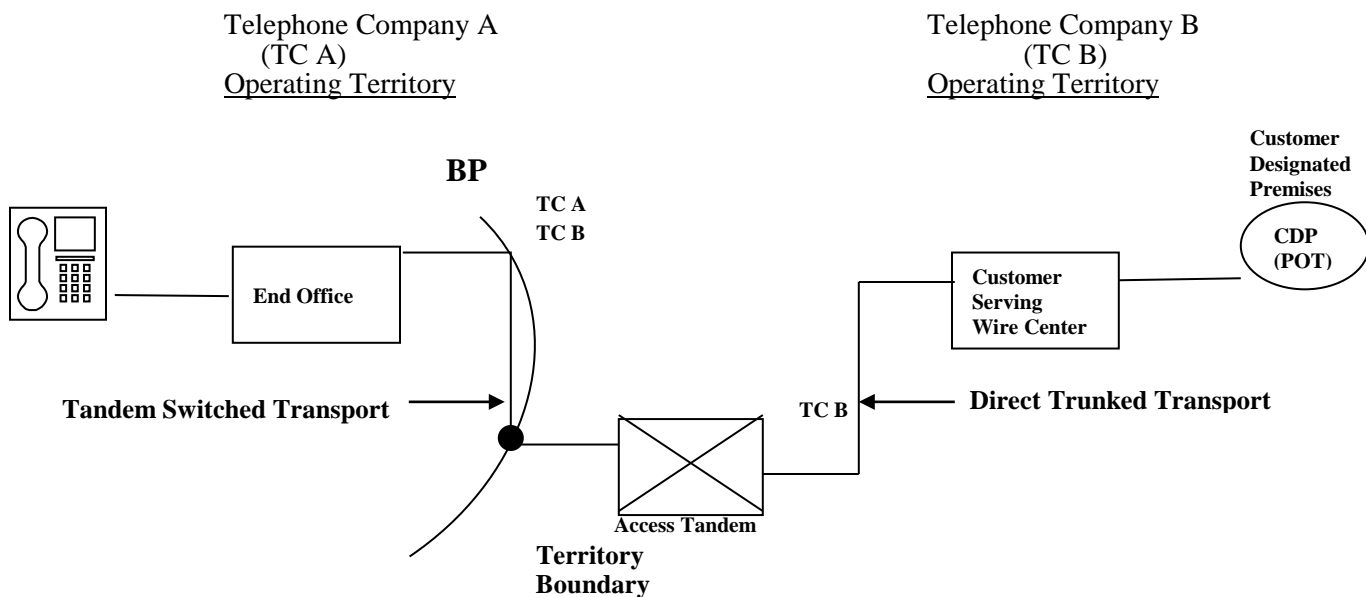 Telephone Company A
(TC A)
Operating Territory
Telephone Company B
(TC B)
Operating Territory
Customer
Designated
Premises
BP
TC A
TC B
CDP
(POT)
End Office
Customer
Serving
Wire Center
Tandem Switched Transport
TC B
Direct Trunked Transport
Access Tandem
Territory
Boundary